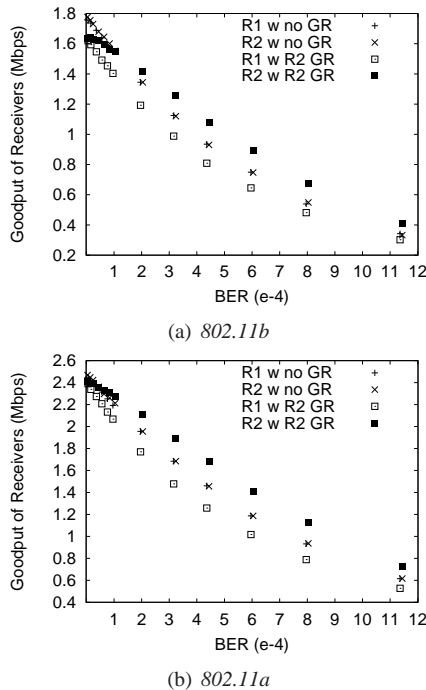 1.8
R1 w no GR
1.6
R2 w no GR
R1 w R2 GR
1.4
R2 w R2 GR
1.2
1
0.8
0.6
0.4
0.2
Goodput of Receivers (Mbps)
1 2 3 4 5 6 7 8 9 10 11 12
BER (e-4)
(a) 802.11b
2.6
R1 w no GR
2.4
R2 w no GR
2.2
R1 w R2 GR
2
R2 w R2 GR
1.8
1.6
1.4
1.2
1
0.8
0.6
0.4
Goodput of Receivers (Mbps)
1 2 3 4 5 6 7 8 9 10 11 12
BER (e-4)
(b) 802.11a